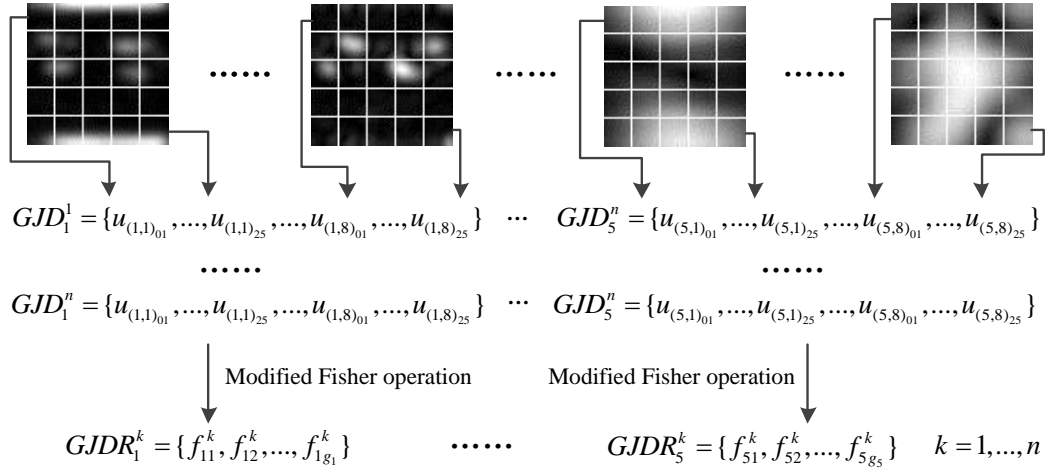 ......  ......  ......
GJD_1^1 = {u_{(1,1)_{01}},...,u_{(1,1)_{25}},...,u_{(1,8)_{01}},...,u_{(1,8)_{25}}} ... GJD_5^n = {u_{(5,1)_{01}},...,u_{(5,1)_{25}},...,u_{(5,8)_{01}},...,u_{(5,8)_{25}}}
......  ......
GJD_1^n = {u_{(1,1)_{01}},...,u_{(1,1)_{25}},...,u_{(1,8)_{01}},...,u_{(1,8)_{25}}} ... GJD_5^n = {u_{(5,1)_{01}},...,u_{(5,1)_{25}},...,u_{(5,8)_{01}},...,u_{(5,8)_{25}}}
Modified Fisher operation  Modified Fisher operation
GJDR_1^k = {f_{11}^k, f_{12}^k,..., f_{1g_1}^k} ...... GJDR_5^k = {f_{51}^k, f_{52}^k,..., f_{5g_5}^k} k = 1,...,n